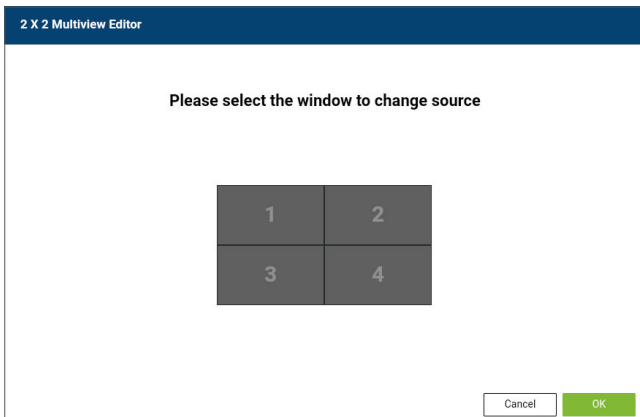 2 X 2 Multiview Editor
Please select the window to change source
1 2
3 4
Cancel OK